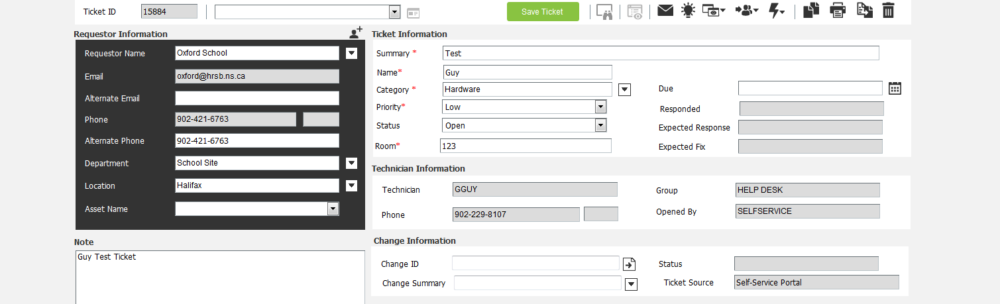 Ticket ID 15884 Save Ticket
Requestor Information
Requestor Name Oxford School
Email oxford@hrsb.ns.ca
Alternate Email
Phone 902-421-6763
Alternate Phone 902-421-6763
Department School Site
Location Halifax
Asset Name
Note
Guy Test Ticket
Ticket Information
Summary * Test
Name* Guy
Category * Hardware
Priority* Low
Status Open
Room* 123
Due
Responded
Expected Response
Expected Fix
Technician Information
Technician GGUY
Phone 902-229-8107
Group HELP DESK
Opened By SELFSERVICE
Change Information
Change ID
Change Summary
Status
Ticket Source Self-Service Portal